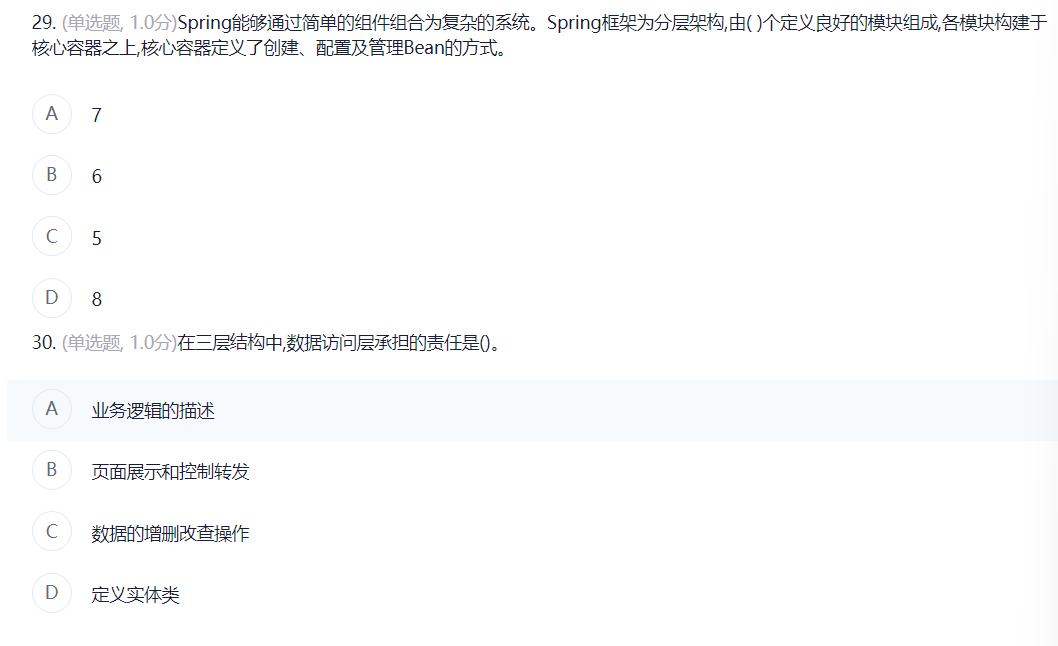 29. (单选题, 1.0分)Spring能够通过简单的组件组合为复杂的系统。Spring框架为分层架构,由( )个定义良好的模块组成,各模块构建于
核心容器之上,核心容器定义了创建、配置及管理Bean的方式。
A 7
B 6
C 5
D 8
30. (单选题, 1.0分)在三层结构中,数据访问层承担的责任是()。
A 业务逻辑的描述
B 页面展示和控制转发
C 数据的增删改查操作
D 定义实体类